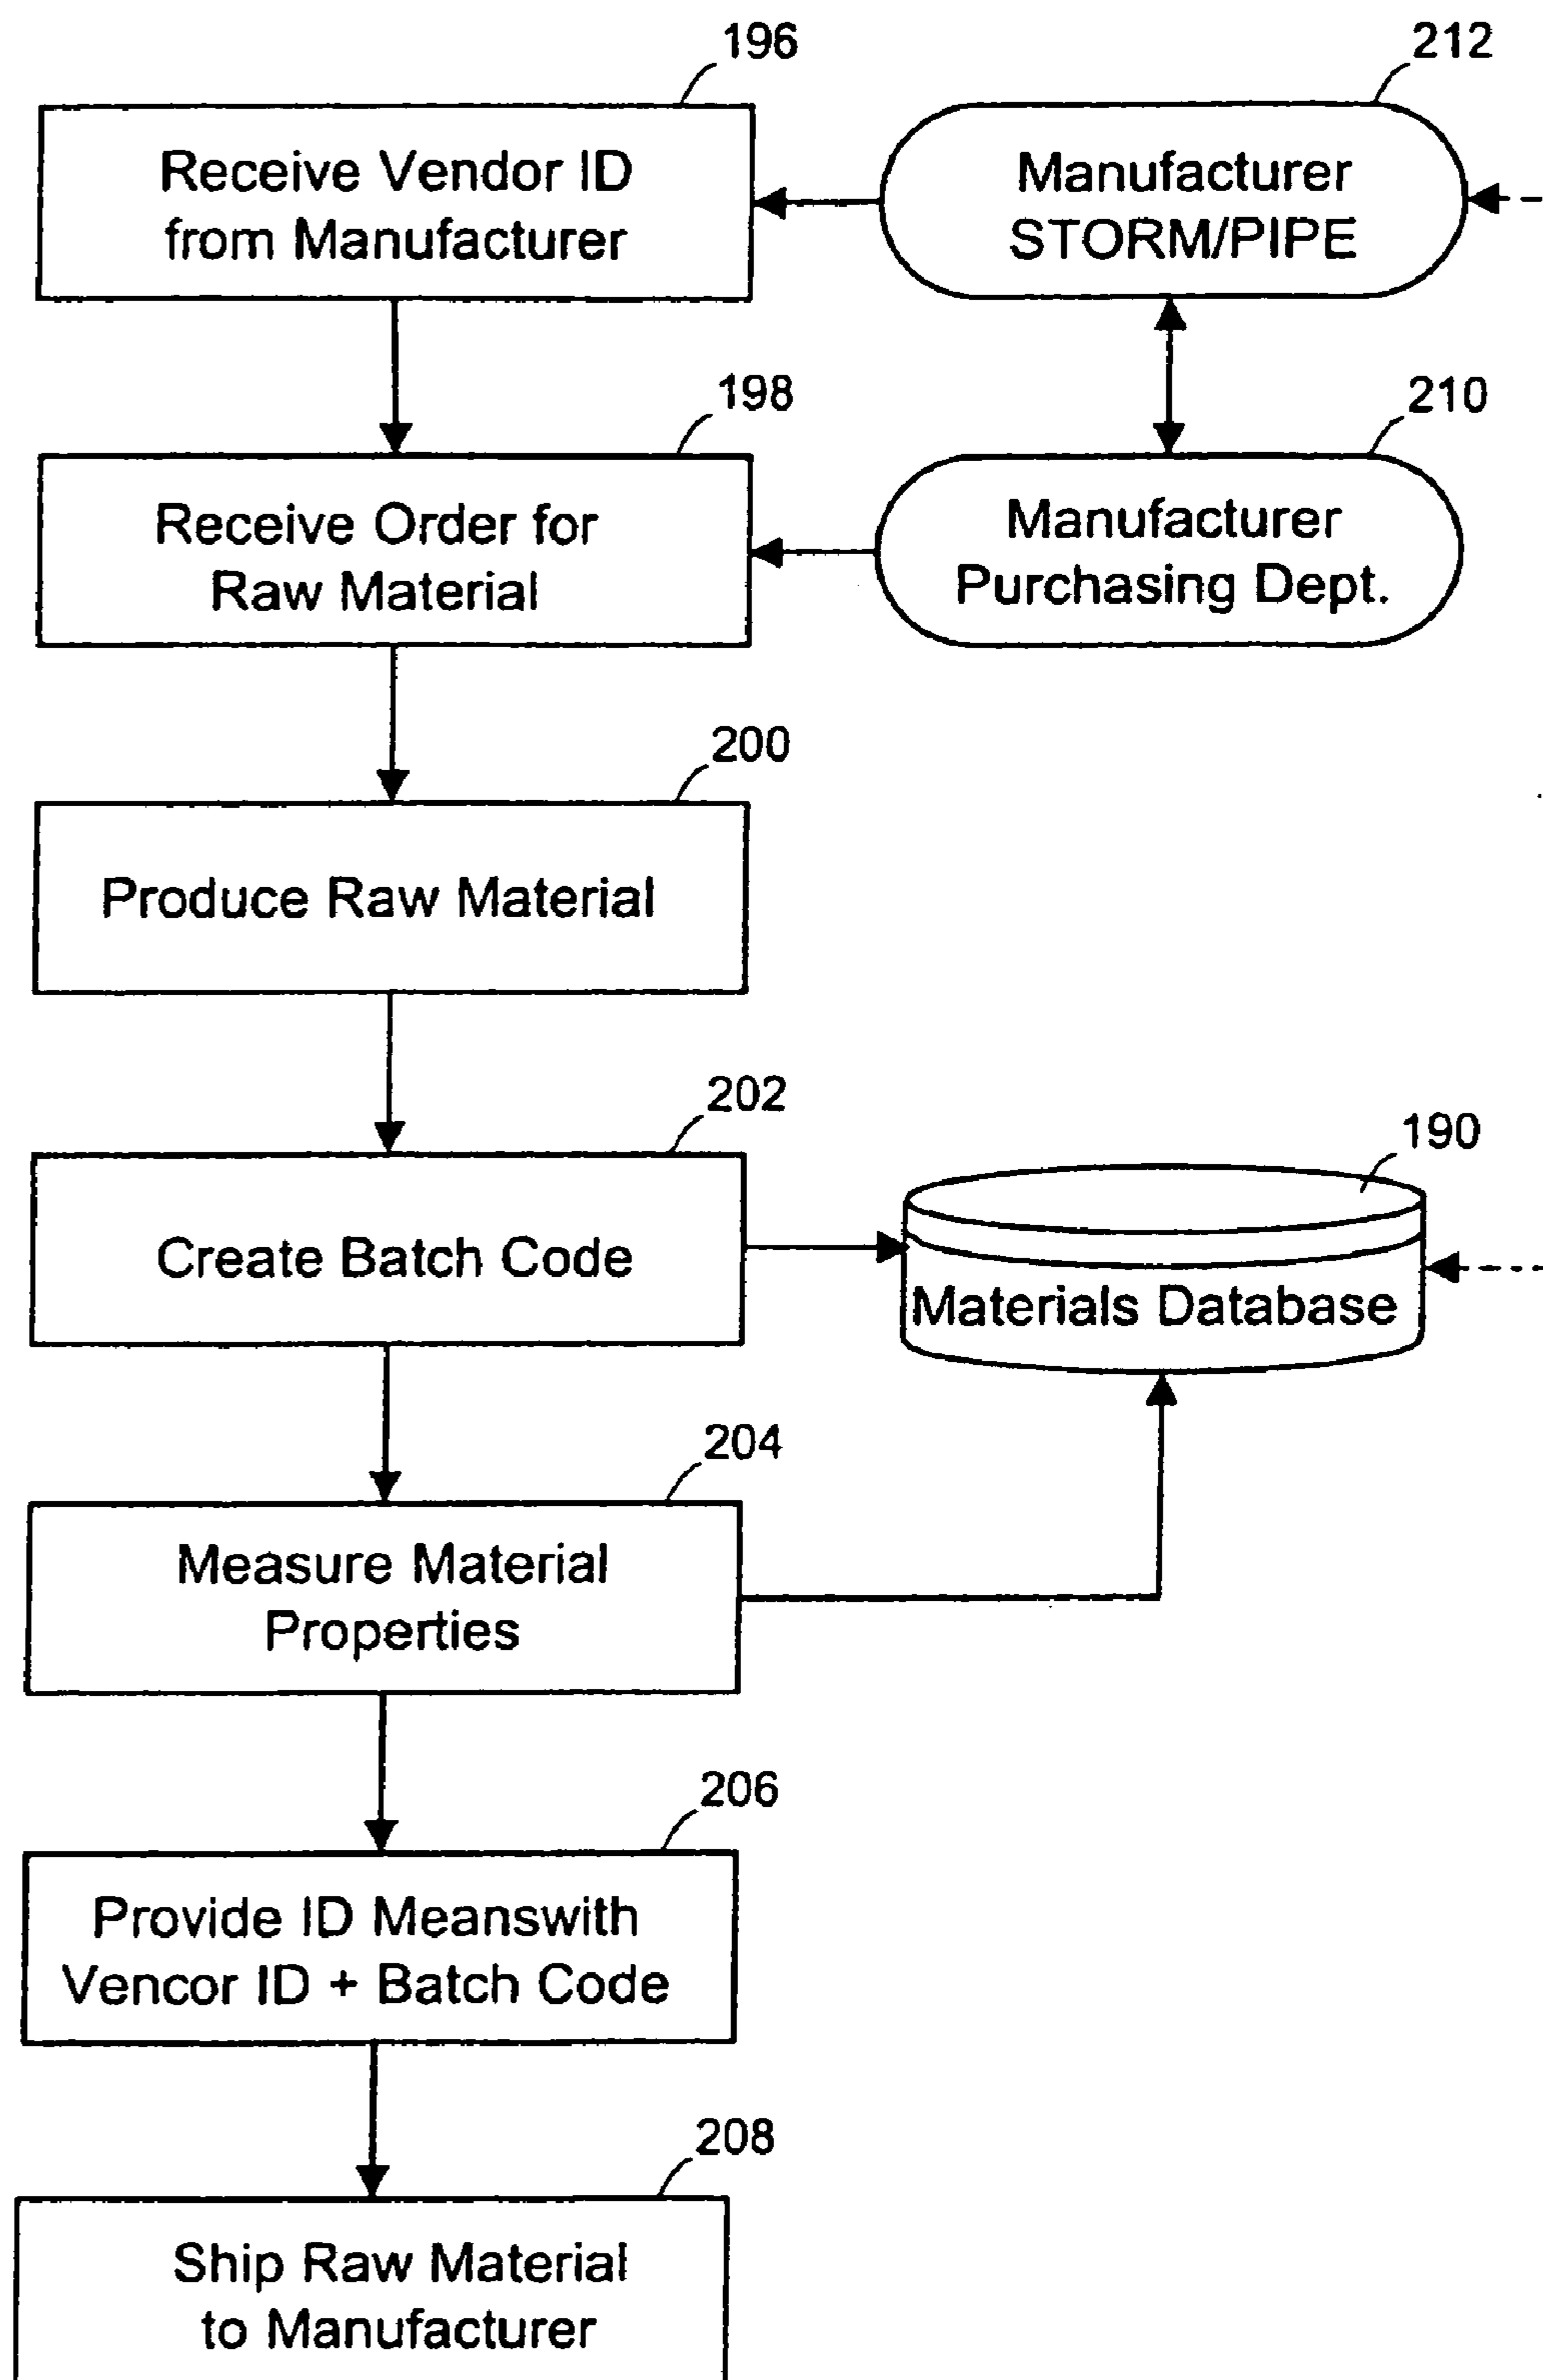 196
212
Receive Vendor ID
from Manufacturer
Manufacturer
STORM/PIPE
198
210
Receive Order for
Raw Material
Manufacturer
Purchasing Dept.
200
Produce Raw Material
202
190
Create Batch Code
Materials Database
204
Measure Material
Properties
206
Provide ID Meanswith
Vencor ID + Batch Code
208
Ship Raw Material
to Manufacturer